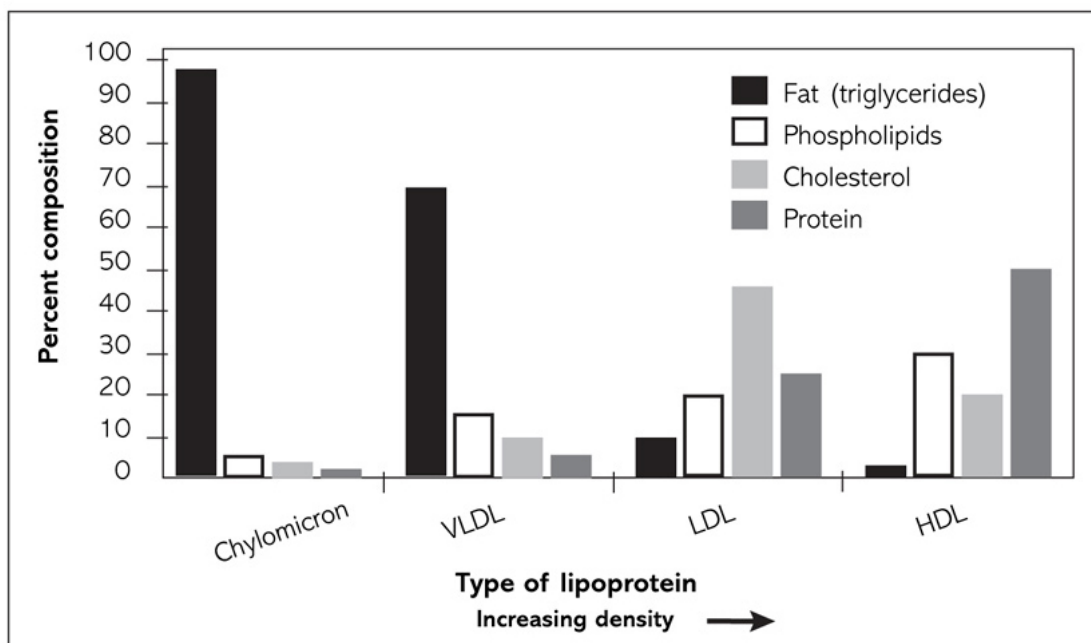 Percent composition
100
90
80
70
60
50
40
30
20
10
0
Fat (triglycerides)
Phospholipids
Cholesterol
Protein
Chylomicron
VLDL
LDL
HDL
Type of lipoprotein
Increasing density